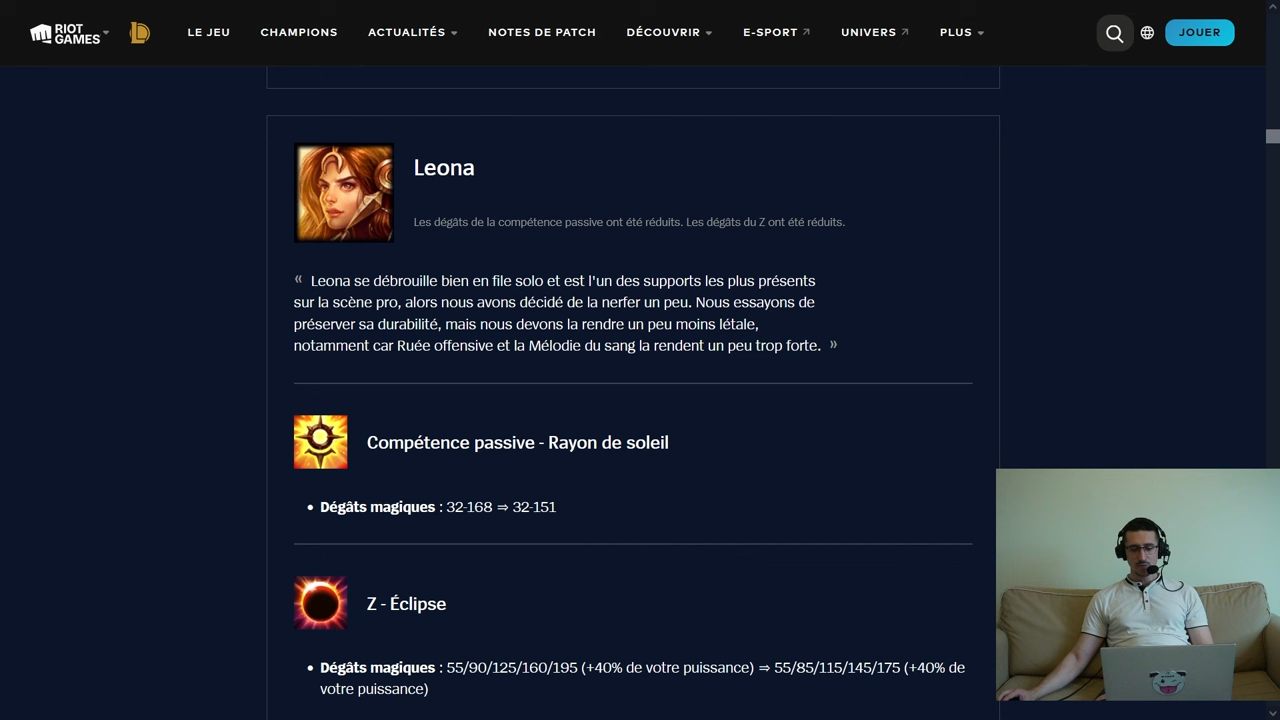 RIOT GAMES
LE JEU CHAMPIONS ACTUALITÉS NOTES DE PATCH DÉCOUVRIR E-SPORT UNIVERS PLUS JOUER
Leona
Les dégâts de la compétence passive ont été réduits. Les dégâts du Z ont été réduits.
« Leona se débrouille bien en file solo et est l'un des supports les plus présents
sur la scène pro, alors nous avons décidé de la nerfer un peu. Nous essayons de
préserver sa durabilité, mais nous devons la rendre un peu moins létale,
notamment car Ruée offensive et la Mélodie du sang la rendent un peu trop forte. »
Compétence passive - Rayon de soleil
• Dégâts magiques : 32-168 ⇒ 32-151
Z - Éclipse
• Dégâts magiques : 55/90/125/160/195 (+40% de votre puissance) ⇒ 55/85/115/145/175 (+40% de
votre puissance)